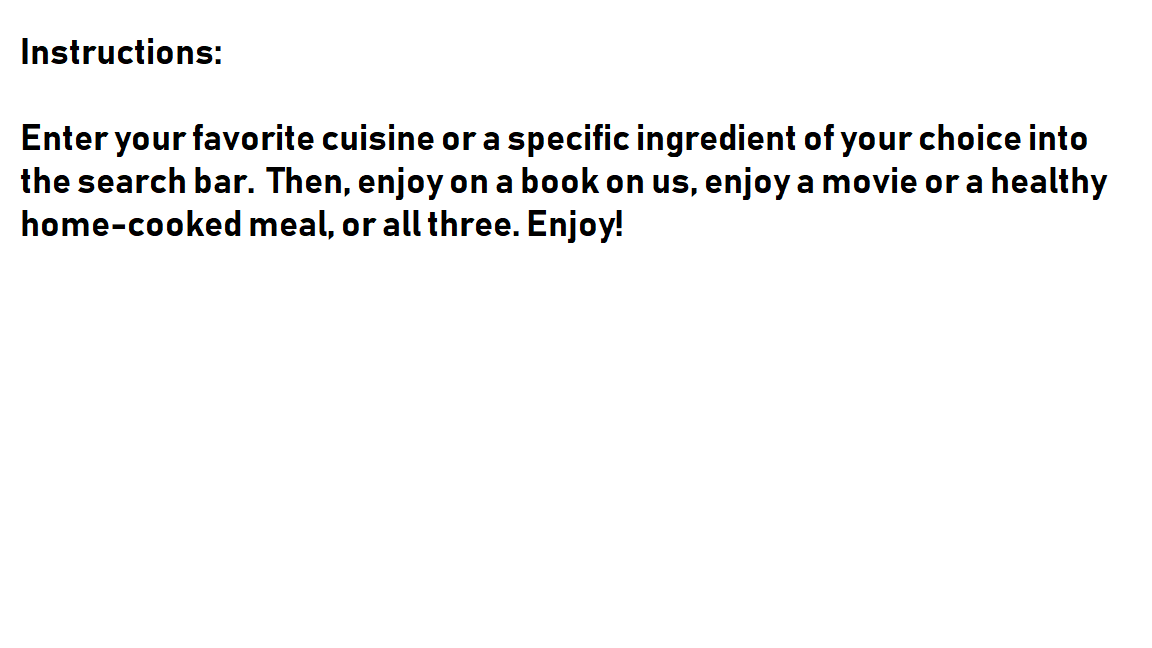 Instructions:
Enter your favorite cuisine or a specific ingredient of your choice into
the search bar.  Then, enjoy on a book on us, enjoy a movie or a healthy
home-cooked meal, or all three. Enjoy!